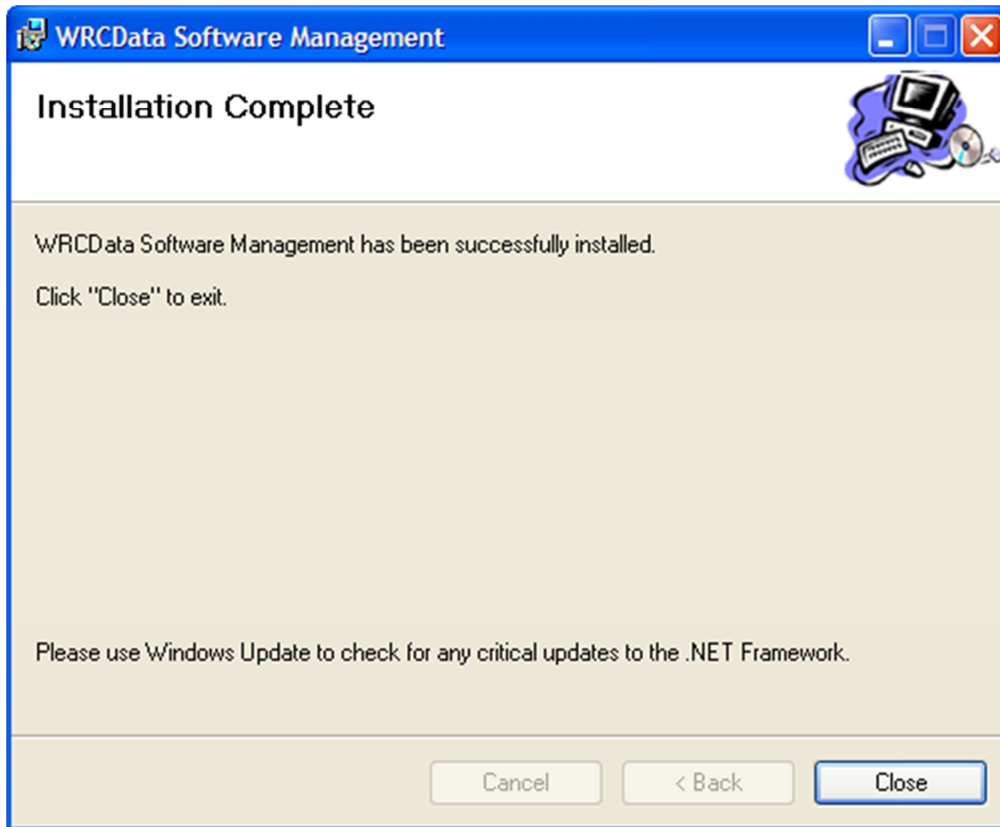 WRCData Software Management
Installation Complete
WRCData Software Management has been successfully installed.
Click "Close" to exit.
Please use Windows Update to check for any critical updates to the .NET Framework.
Cancel
< Back
Close